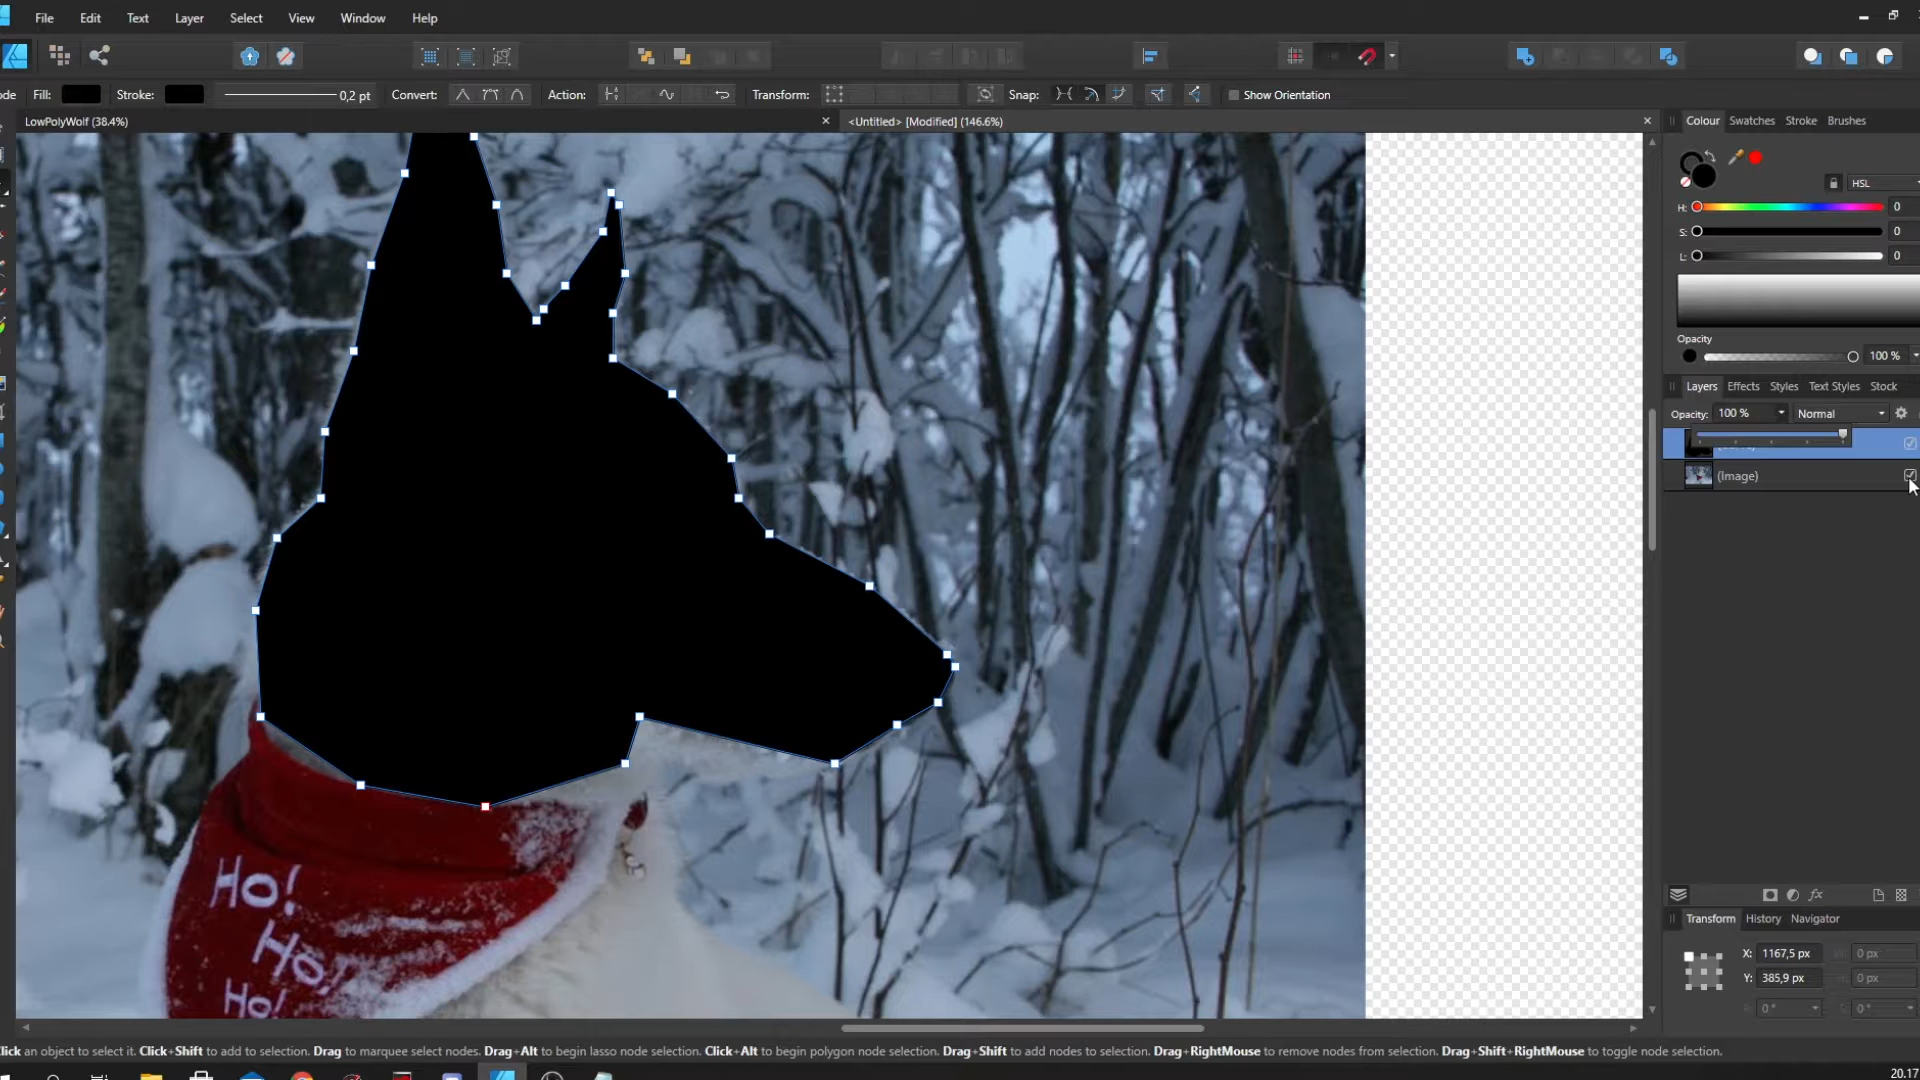 File Edit Text Layer Select View Window Help
ode Fill: Stroke: 0,2 pt Convert: Action: Transform: Snap: Show Orientation
LowPolyWolf (38.4%) × <Untitled> [Modified] (146.6%) ×
Colour Swatches Stroke Brushes
HSL
H: 0
S: 0
L: 0
Opacity
100 %
Layers Effects Styles Text Styles Stock
Opacity: 100 % Normal
(Image)
fx
Transform History Navigator
X: 1167,5 px 0 px
Y: 385,9 px 0 px
0 ° 0 °
Ho!
Ho,
Ho!
lick an object to select it. Click+Shift to add to selection. Drag to marquee select nodes. Drag+Alt to begin lasso node selection. Click+Alt to begin polygon node selection. Drag+Shift to add nodes to selection. Drag+RightMouse to remove nodes from selection. Drag+Shift+RightMouse to toggle node selection.
20.17